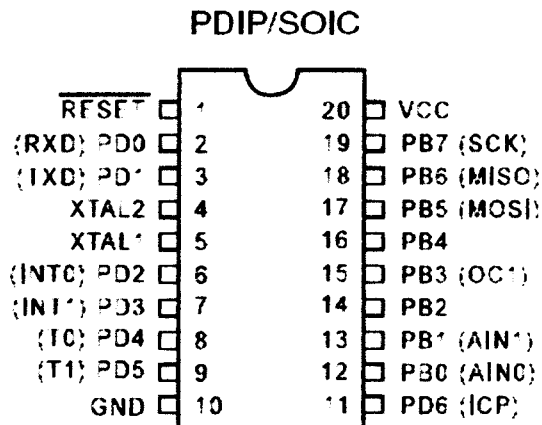 PDIP/SOIC
RESET 1 20 VCC
(RXD) PD0 2 19 PB7 (SCK)
(TXD) PD1 3 18 PB6 (MISO)
XTAL2 4 17 PB5 (MOSI)
XTAL1 5 16 PB4
(INT0) PD2 6 15 PB3 (OC1)
(INT1) PD3 7 14 PB2
(T0) PD4 8 13 PB1 (AIN1)
(T1) PD5 9 12 PB0 (AIN0)
GND 10 11 PD6 (ICP)